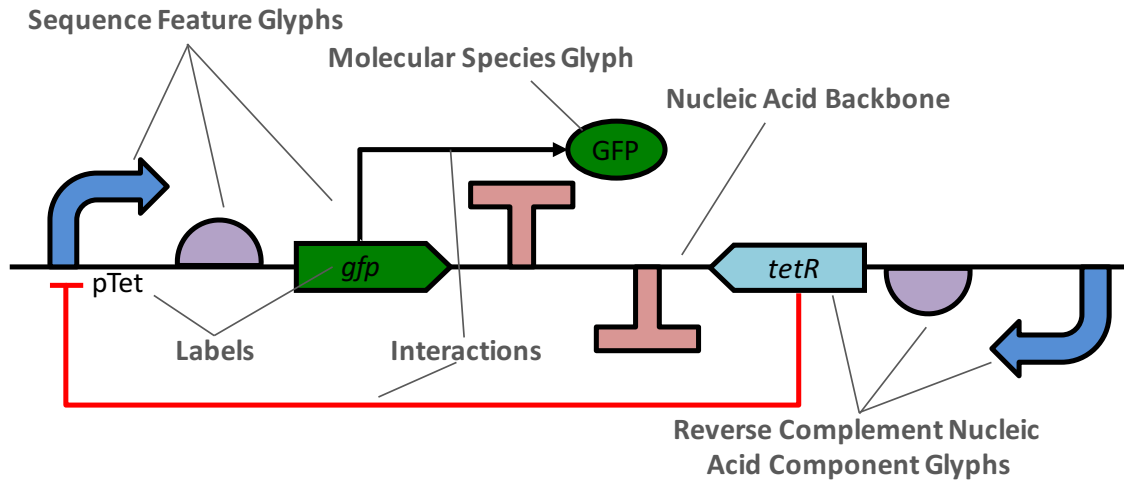 Sequence Feature Glyphs
Molecular Species Glyph
Nucleic Acid Backbone
GFP
gfp
tetR
pTet
Labels
Interactions
Reverse Complement Nucleic
Acid Component Glyphs